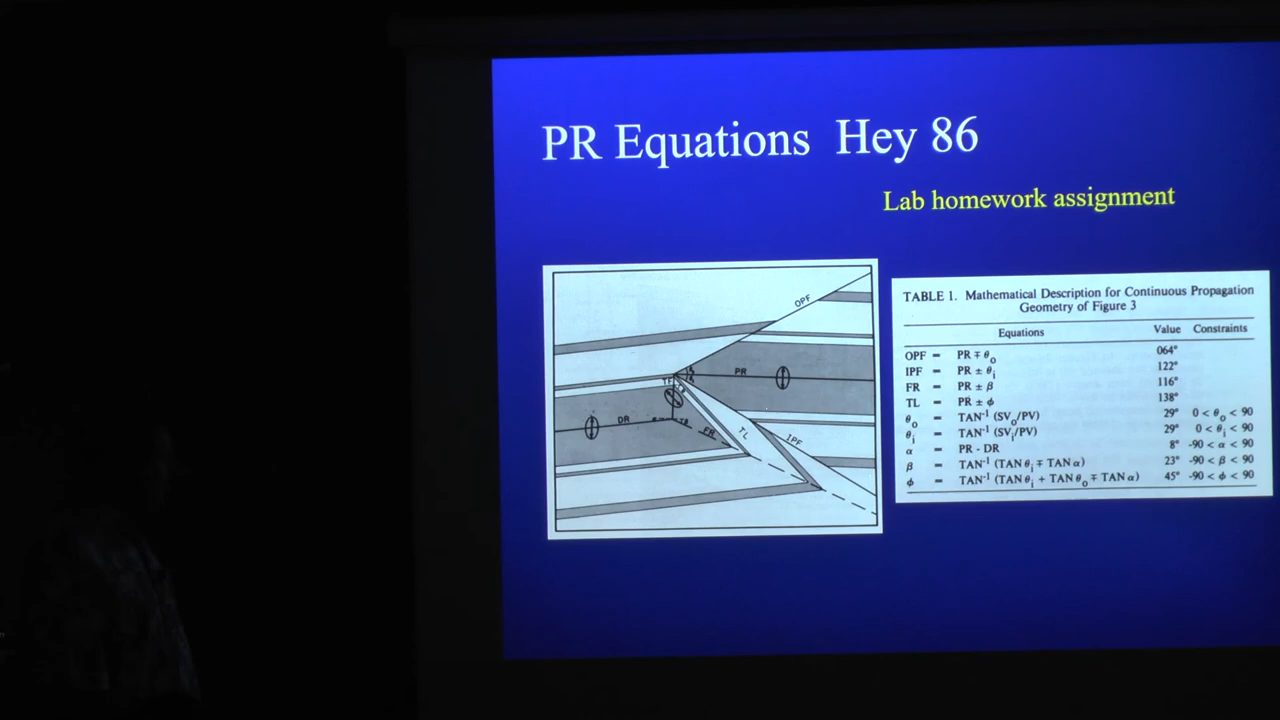 PR Equations Hey 86
Lab homework assignment
OPF
PR
TF
DR
FR
TL
IPF
TABLE 1. Mathematical Description for Continuous Propagation
Geometry of Figure 3
Equations Value Constraints
OPF = PR ∓ θo 064°
IPF = PR ± θi 122°
FR = PR ± β 116°
TL = PR ± ϕ 138°
θo = TAN⁻¹ (SVo/PV) 29° 0 < θo < 90
θi = TAN⁻¹ (SVi/PV) 29° 0 < θi < 90
α = PR - DR 8° -90 < α < 90
β = TAN⁻¹ (TAN θi ∓ TAN α) 23° -90 < β < 90
ϕ = TAN⁻¹ (TAN θi + TAN θo ∓ TAN α) 45° -90 < ϕ < 90